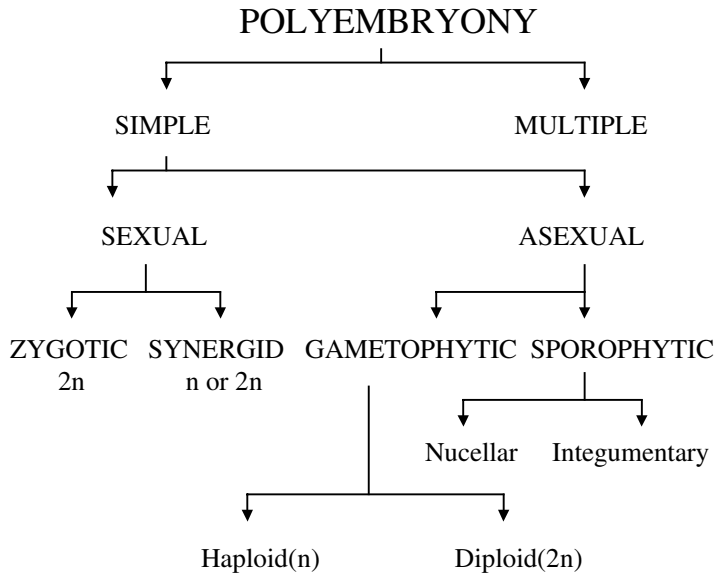 POLYEMBRYONY
SIMPLE MULTIPLE
SEXUAL ASEXUAL
ZYGOTIC SYNERGID GAMETOPHYTIC SPOROPHYTIC
2n n or 2n
Nucellar Integumentary
Haploid(n) Diploid(2n)